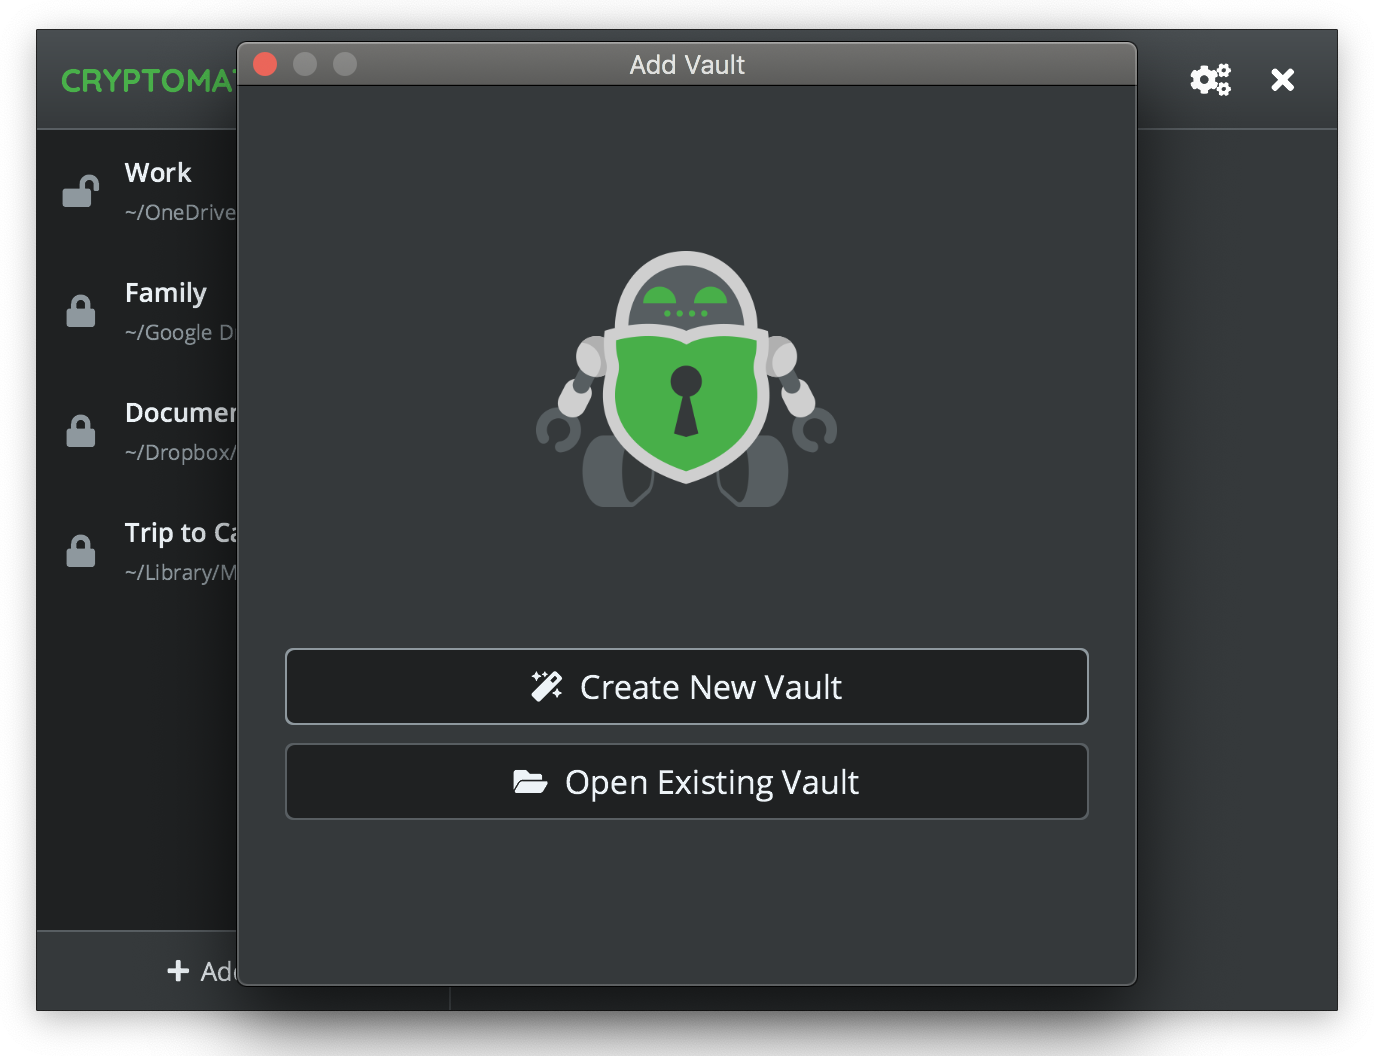 Add Vault
CRYPTOMA
Work
~/OneDrive
Family
~/Google D
Documen
~/Dropbox/
Trip to Ca
~/Library/M
Create New Vault
Open Existing Vault
+ Add